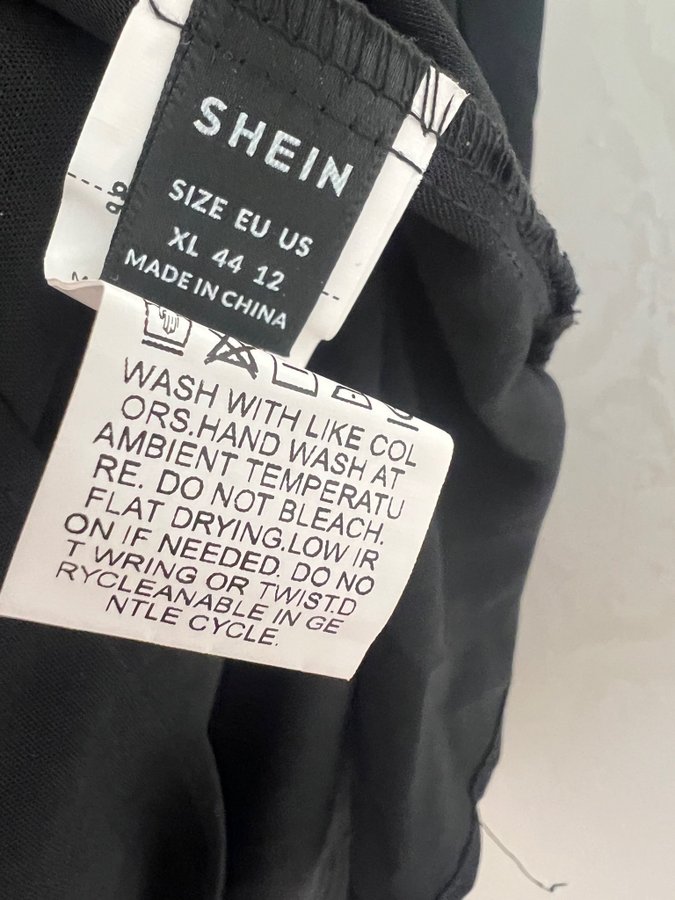 SHEIN
SIZE EU US
XL 44 12
MADE IN CHINA
WASH WITH LIKE COL
ORS.HAND WASH AT
AMBIENT TEMPERATU
RE. DO NOT BLEACH.
FLAT DRYING.LOW IR
ON IF NEEDED. DO NO
T WRING OR TWIST.D
RYCLEANABLE IN GE
NTLE CYCLE.